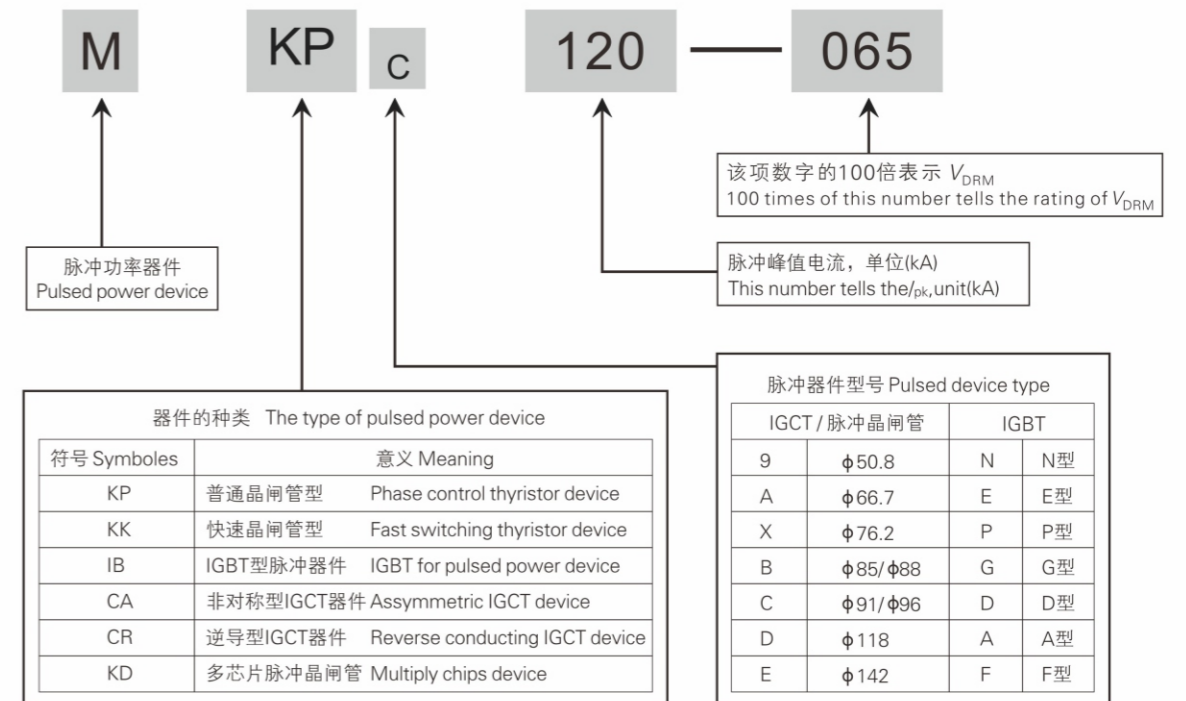 M KP C 120 — 065
该项数字的100倍表示 VDRM
100 times of this number tells the rating of VDRM
脉冲功率器件
Pulsed power device
脉冲峰值电流，单位(kA)
This number tells the/pk,unit(kA)
器件的种类 The type of pulsed power device
符号 Symboles 意义 Meaning
KP 普通晶闸管型 Phase control thyristor device
KK 快速晶闸管型 Fast switching thyristor device
IB IGBT型脉冲器件 IGBT for pulsed power device
CA 非对称型IGCT器件 Assymmetric IGCT device
CR 逆导型IGCT器件 Reverse conducting IGCT device
KD 多芯片脉冲晶闸管 Multiply chips device
脉冲器件型号 Pulsed device type
IGCT / 脉冲晶闸管 IGBT
9 ϕ50.8 N N型
A ϕ66.7 E E型
X ϕ76.2 P P型
B ϕ85/ϕ88 G G型
C ϕ91/ϕ96 D D型
D ϕ118 A A型
E ϕ142 F F型